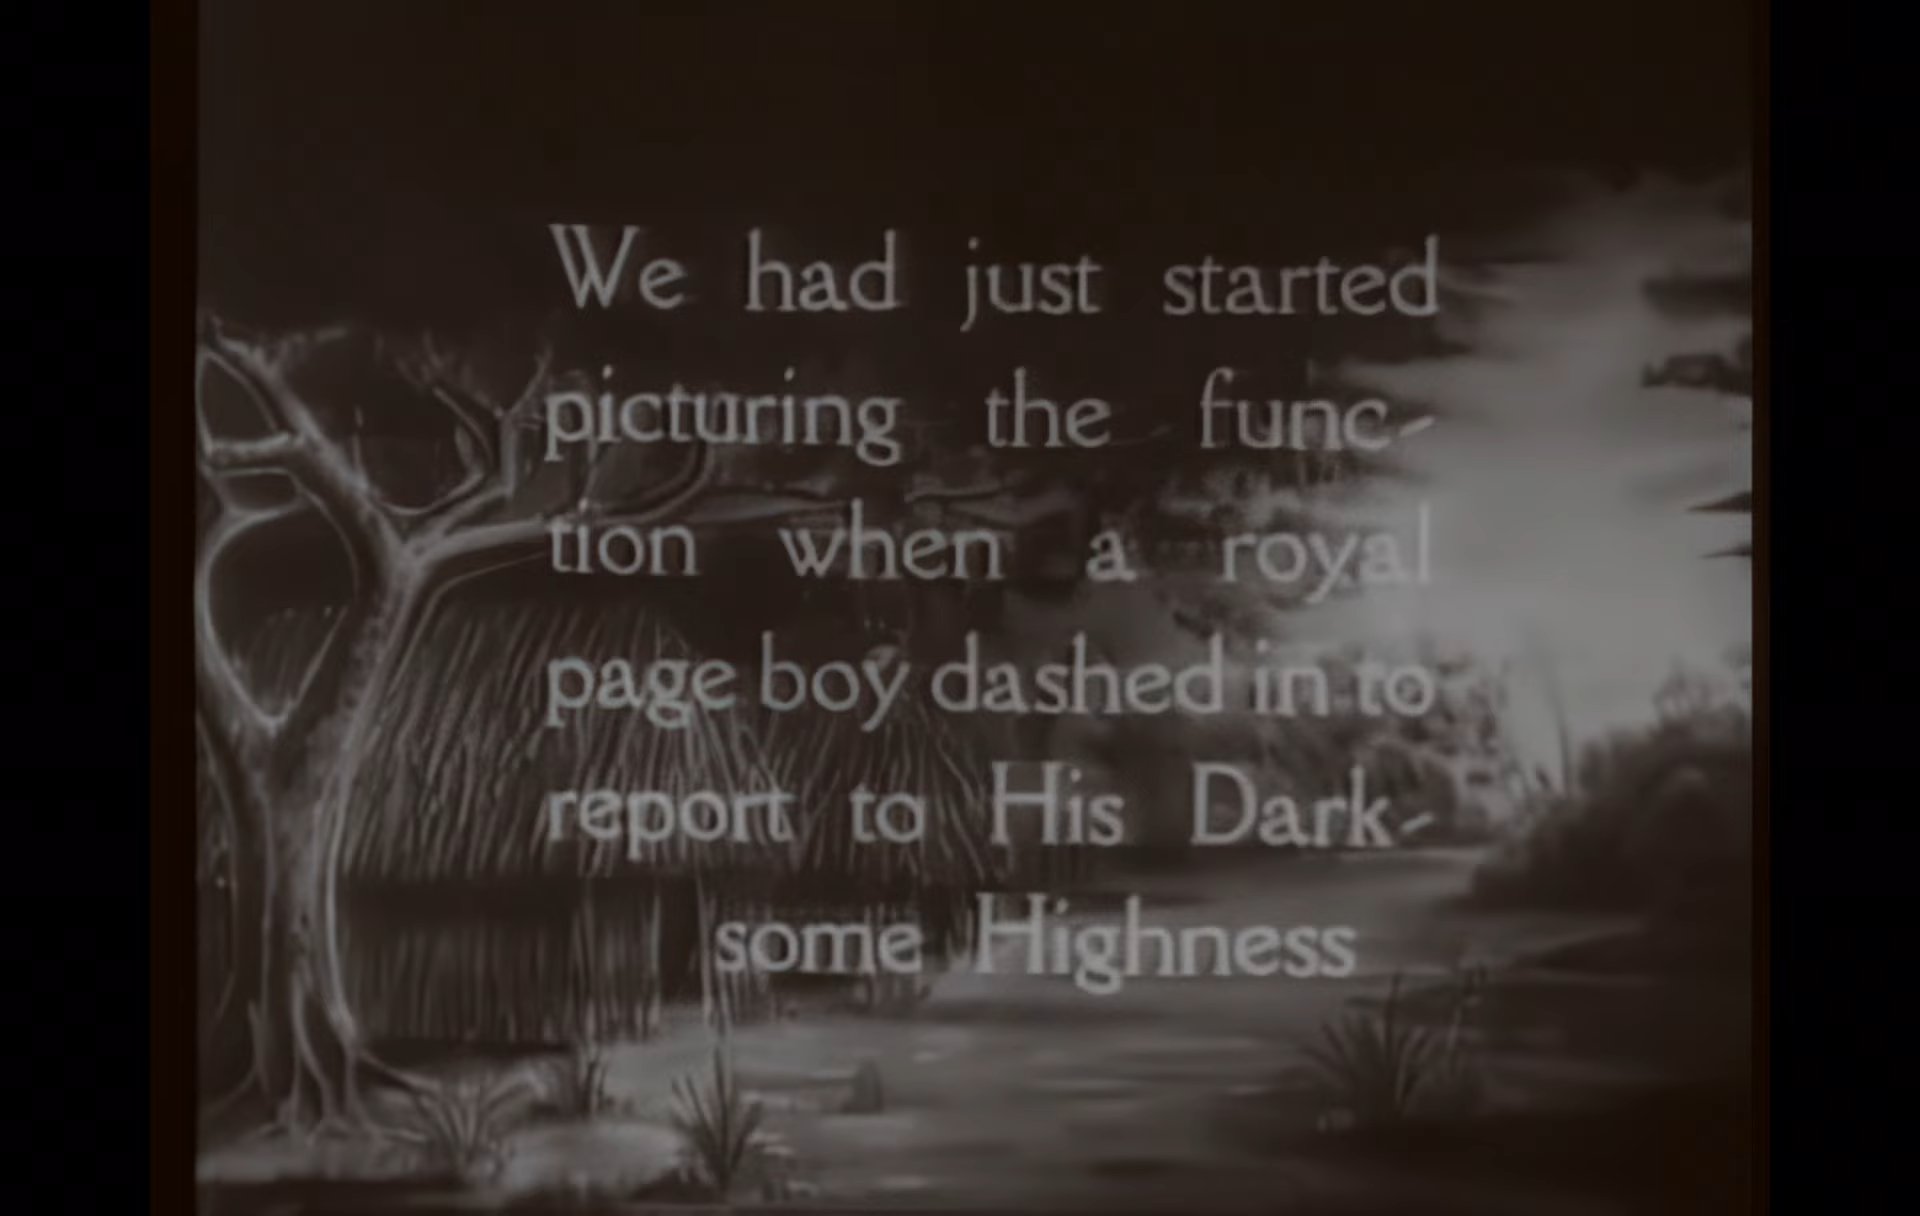 We had just started
picturing the func-
tion when a royal
page boy dashed in to
report to His Dark-
some Highness